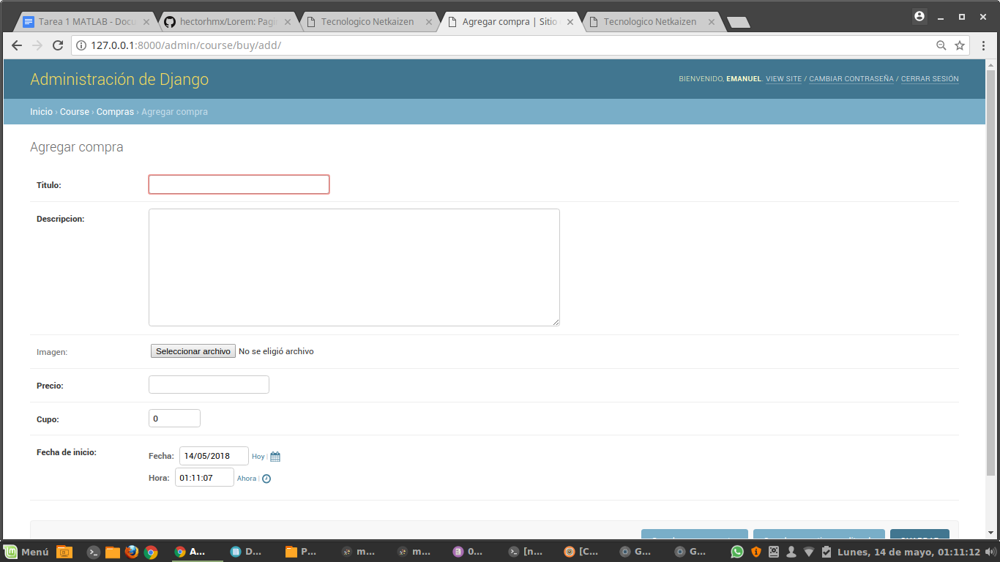 Tarea 1 MATLAB - Docu hectorhmx/Lorem: Pagi Tecnologico Netkaizen Agregar compra | Sitio Tecnologico Netkaizen
127.0.0.1:8000/admin/course/buy/add/
Administración de Django BIENVENIDO, EMANUEL. VIEW SITE / CAMBIAR CONTRASEÑA / CERRAR SESIÓN
Inicio › Course › Compras › Agregar compra
Agregar compra
Titulo:
Descripcion:
Imagen: Seleccionar archivo No se eligió archivo
Precio:
Cupo: 0
Fecha de inicio: Fecha: 14/05/2018 Hoy |
Hora: 01:11:07 Ahora |
Menú A... D... P... m... m... 0... [n... [C... G... G... Lunes, 14 de mayo, 01:11:12